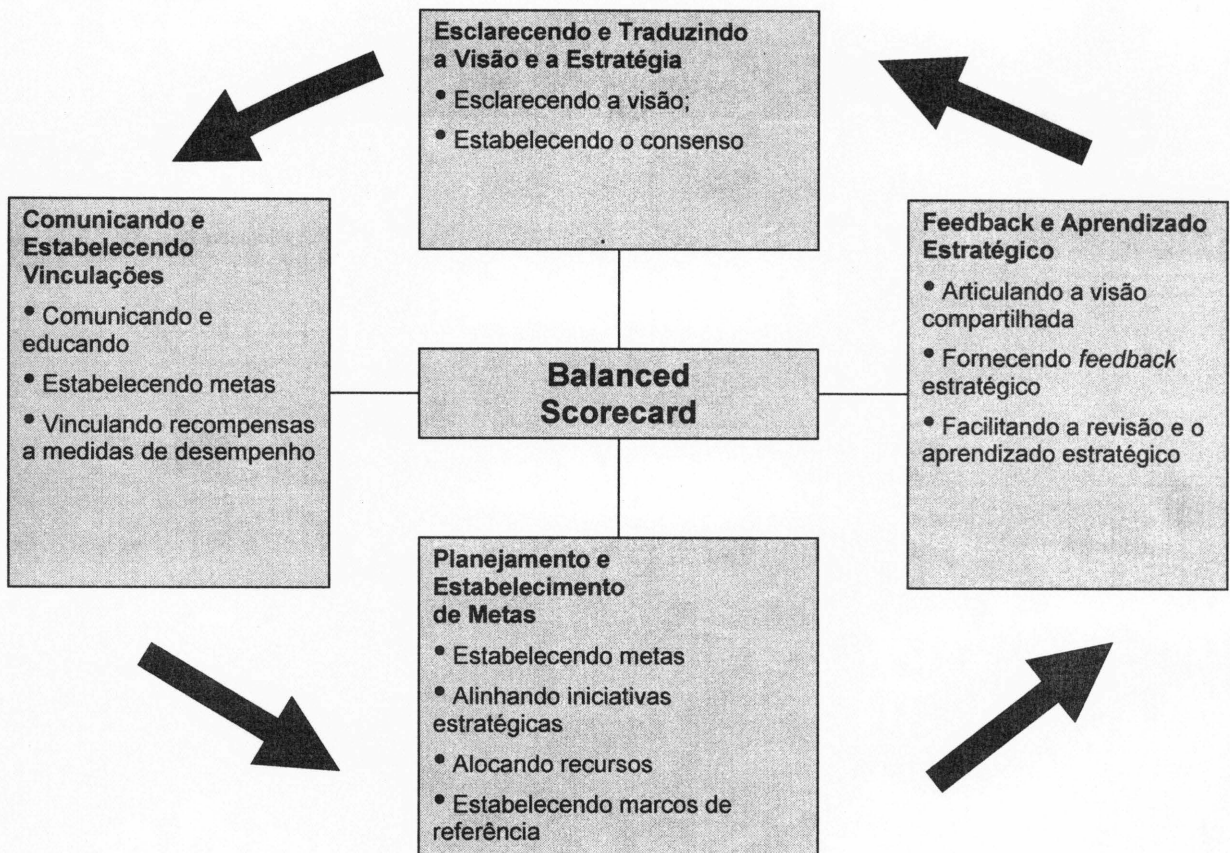 Esclarecendo e Traduzindo
a Visão e a Estratégia
• Esclarecendo a visão;
• Estabelecendo o consenso
Comunicando e
Estabelecendo
Vinculações
• Comunicando e
educando
• Estabelecendo metas
• Vinculando recompensas
a medidas de desempenho
Balanced
Scorecard
Feedback e Aprendizado
Estratégico
• Articulando a visão
compartilhada
• Fornecendo feedback
estratégico
• Facilitando a revisão e o
aprendizado estratégico
Planejamento e
Estabelecimento
de Metas
• Estabelecendo metas
• Alinhando iniciativas
estratégicas
• Alocando recursos
• Estabelecendo marcos de
referência